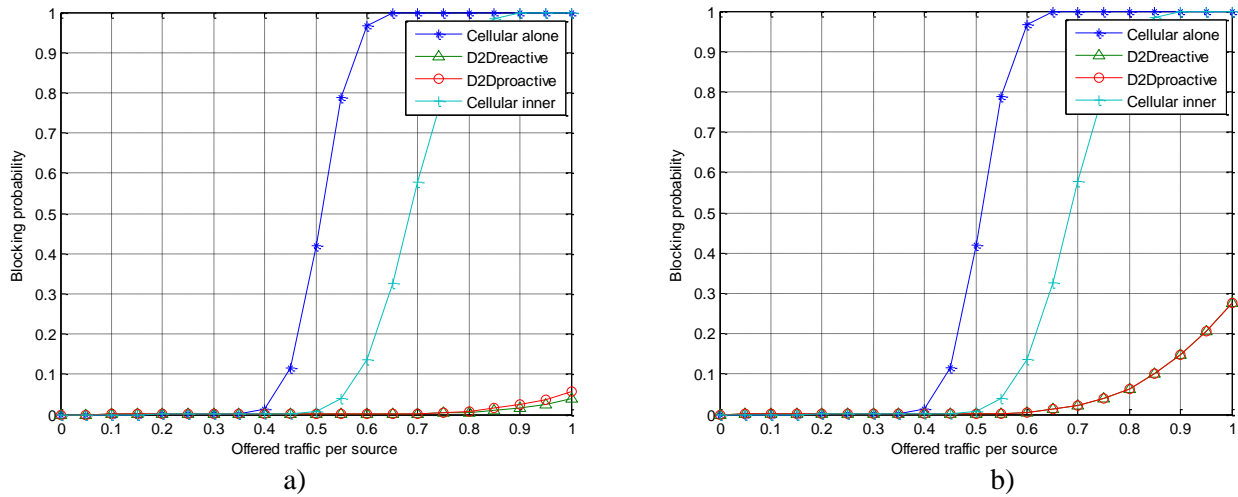 1
0.9
0.8
0.7
0.6
0.5
0.4
0.3
0.2
0.1
0
Blocking probability
Cellular alone
D2Dreactive
D2Dproactive
Cellular inner
0 0.1 0.2 0.3 0.4 0.5 0.6 0.7 0.8 0.9 1
Offered traffic per source
a)
1
0.9
0.8
0.7
0.6
0.5
0.4
0.3
0.2
0.1
0
Blocking probability
Cellular alone
D2Dreactive
D2Dproactive
Cellular inner
0 0.1 0.2 0.3 0.4 0.5 0.6 0.7 0.8 0.9 1
Offered traffic per source
b)